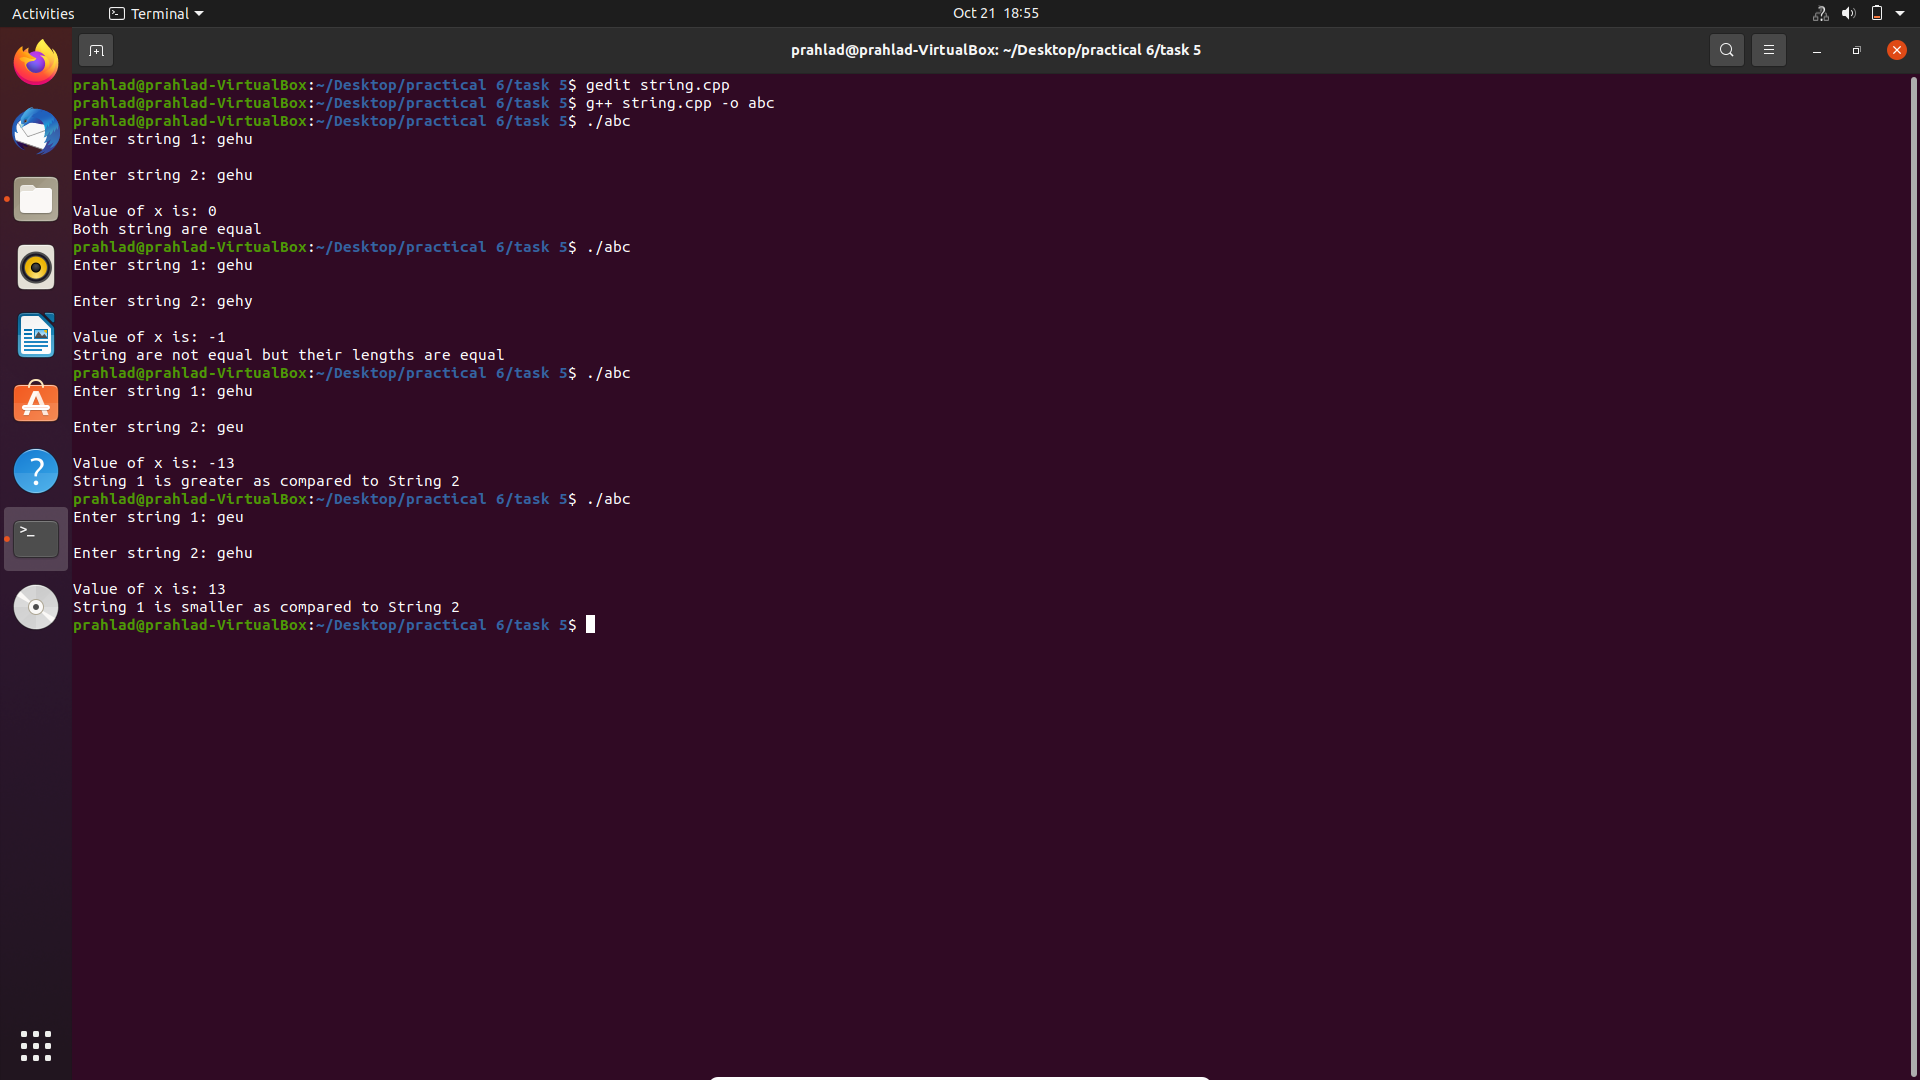 Activities
Terminal
Oct 21 18:55
prahlad@prahlad-VirtualBox: ~/Desktop/practical 6/task 5
prahlad@prahlad-VirtualBox:~/Desktop/practical 6/task 5$ gedit string.cpp
prahlad@prahlad-VirtualBox:~/Desktop/practical 6/task 5$ g++ string.cpp -o abc
prahlad@prahlad-VirtualBox:~/Desktop/practical 6/task 5$ ./abc
Enter string 1: gehu
Enter string 2: gehu
Value of x is: 0
Both string are equal
prahlad@prahlad-VirtualBox:~/Desktop/practical 6/task 5$ ./abc
Enter string 1: gehu
Enter string 2: gehy
Value of x is: -1
String are not equal but their lengths are equal
prahlad@prahlad-VirtualBox:~/Desktop/practical 6/task 5$ ./abc
Enter string 1: gehu
Enter string 2: geu
Value of x is: -13
String 1 is greater as compared to String 2
prahlad@prahlad-VirtualBox:~/Desktop/practical 6/task 5$ ./abc
Enter string 1: geu
Enter string 2: gehu
Value of x is: 13
String 1 is smaller as compared to String 2
prahlad@prahlad-VirtualBox:~/Desktop/practical 6/task 5$